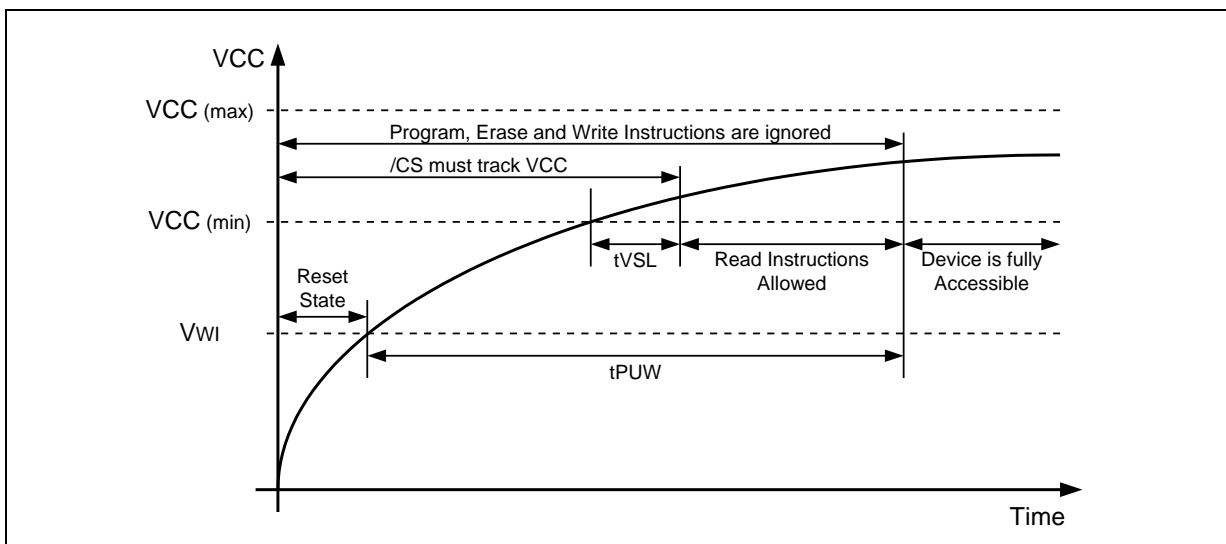 VCC
VCC (max)
Program, Erase and Write Instructions are ignored
/CS must track VCC
VCC (min)
tVSL
Read Instructions
Allowed
Device is fully
Accessible
Reset
State
VWI
tPUW
Time